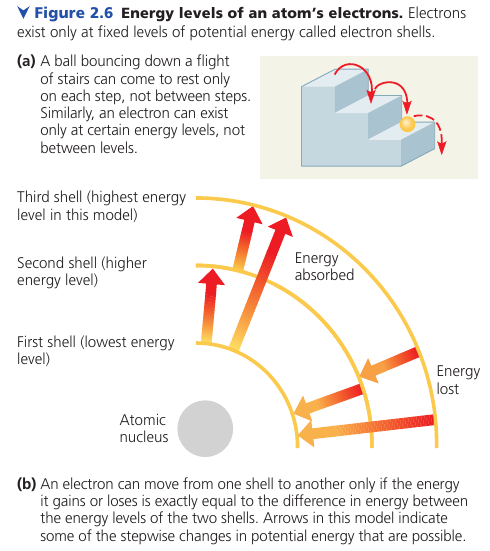 Figure 2.6 Energy levels of an atom's electrons. Electrons
exist only at fixed levels of potential energy called electron shells.
(a) A ball bouncing down a flight
of stairs can come to rest only
on each step, not between steps.
Similarly, an electron can exist
only at certain energy levels, not
between levels.
Third shell (highest energy
level in this model)
Second shell (higher
energy level)
Energy
absorbed
First shell (lowest energy
level)
Energy
lost
Atomic
nucleus
(b) An electron can move from one shell to another only if the energy
it gains or loses is exactly equal to the difference in energy between
the energy levels of the two shells. Arrows in this model indicate
some of the stepwise changes in potential energy that are possible.